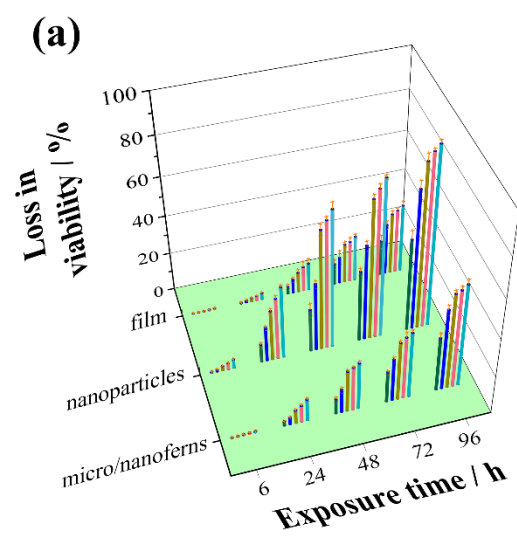 (a)
Loss in
viability / %
100
80
60
40
20
0
film
nanoparticles
micro/nanoferns
6
24
48
72
96
Exposure time / h